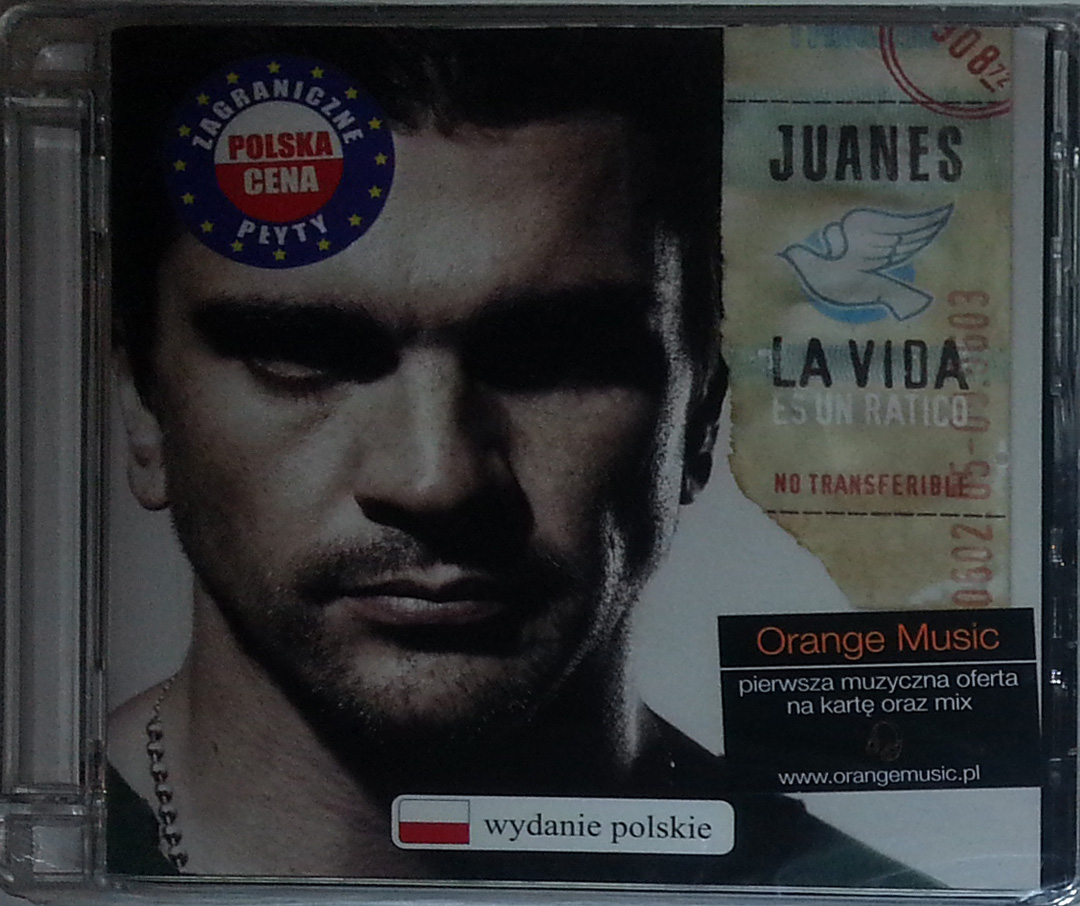 ZAGRANICZNE
POLSKA
CENA
PŁYTY
JUANES
LA VIDA
ES UN RATICO
NO TRANSFERIBLE
Orange Music
pierwsza muzyczna oferta
na kartę oraz mix
www.orangemusic.pl
wydanie polskie